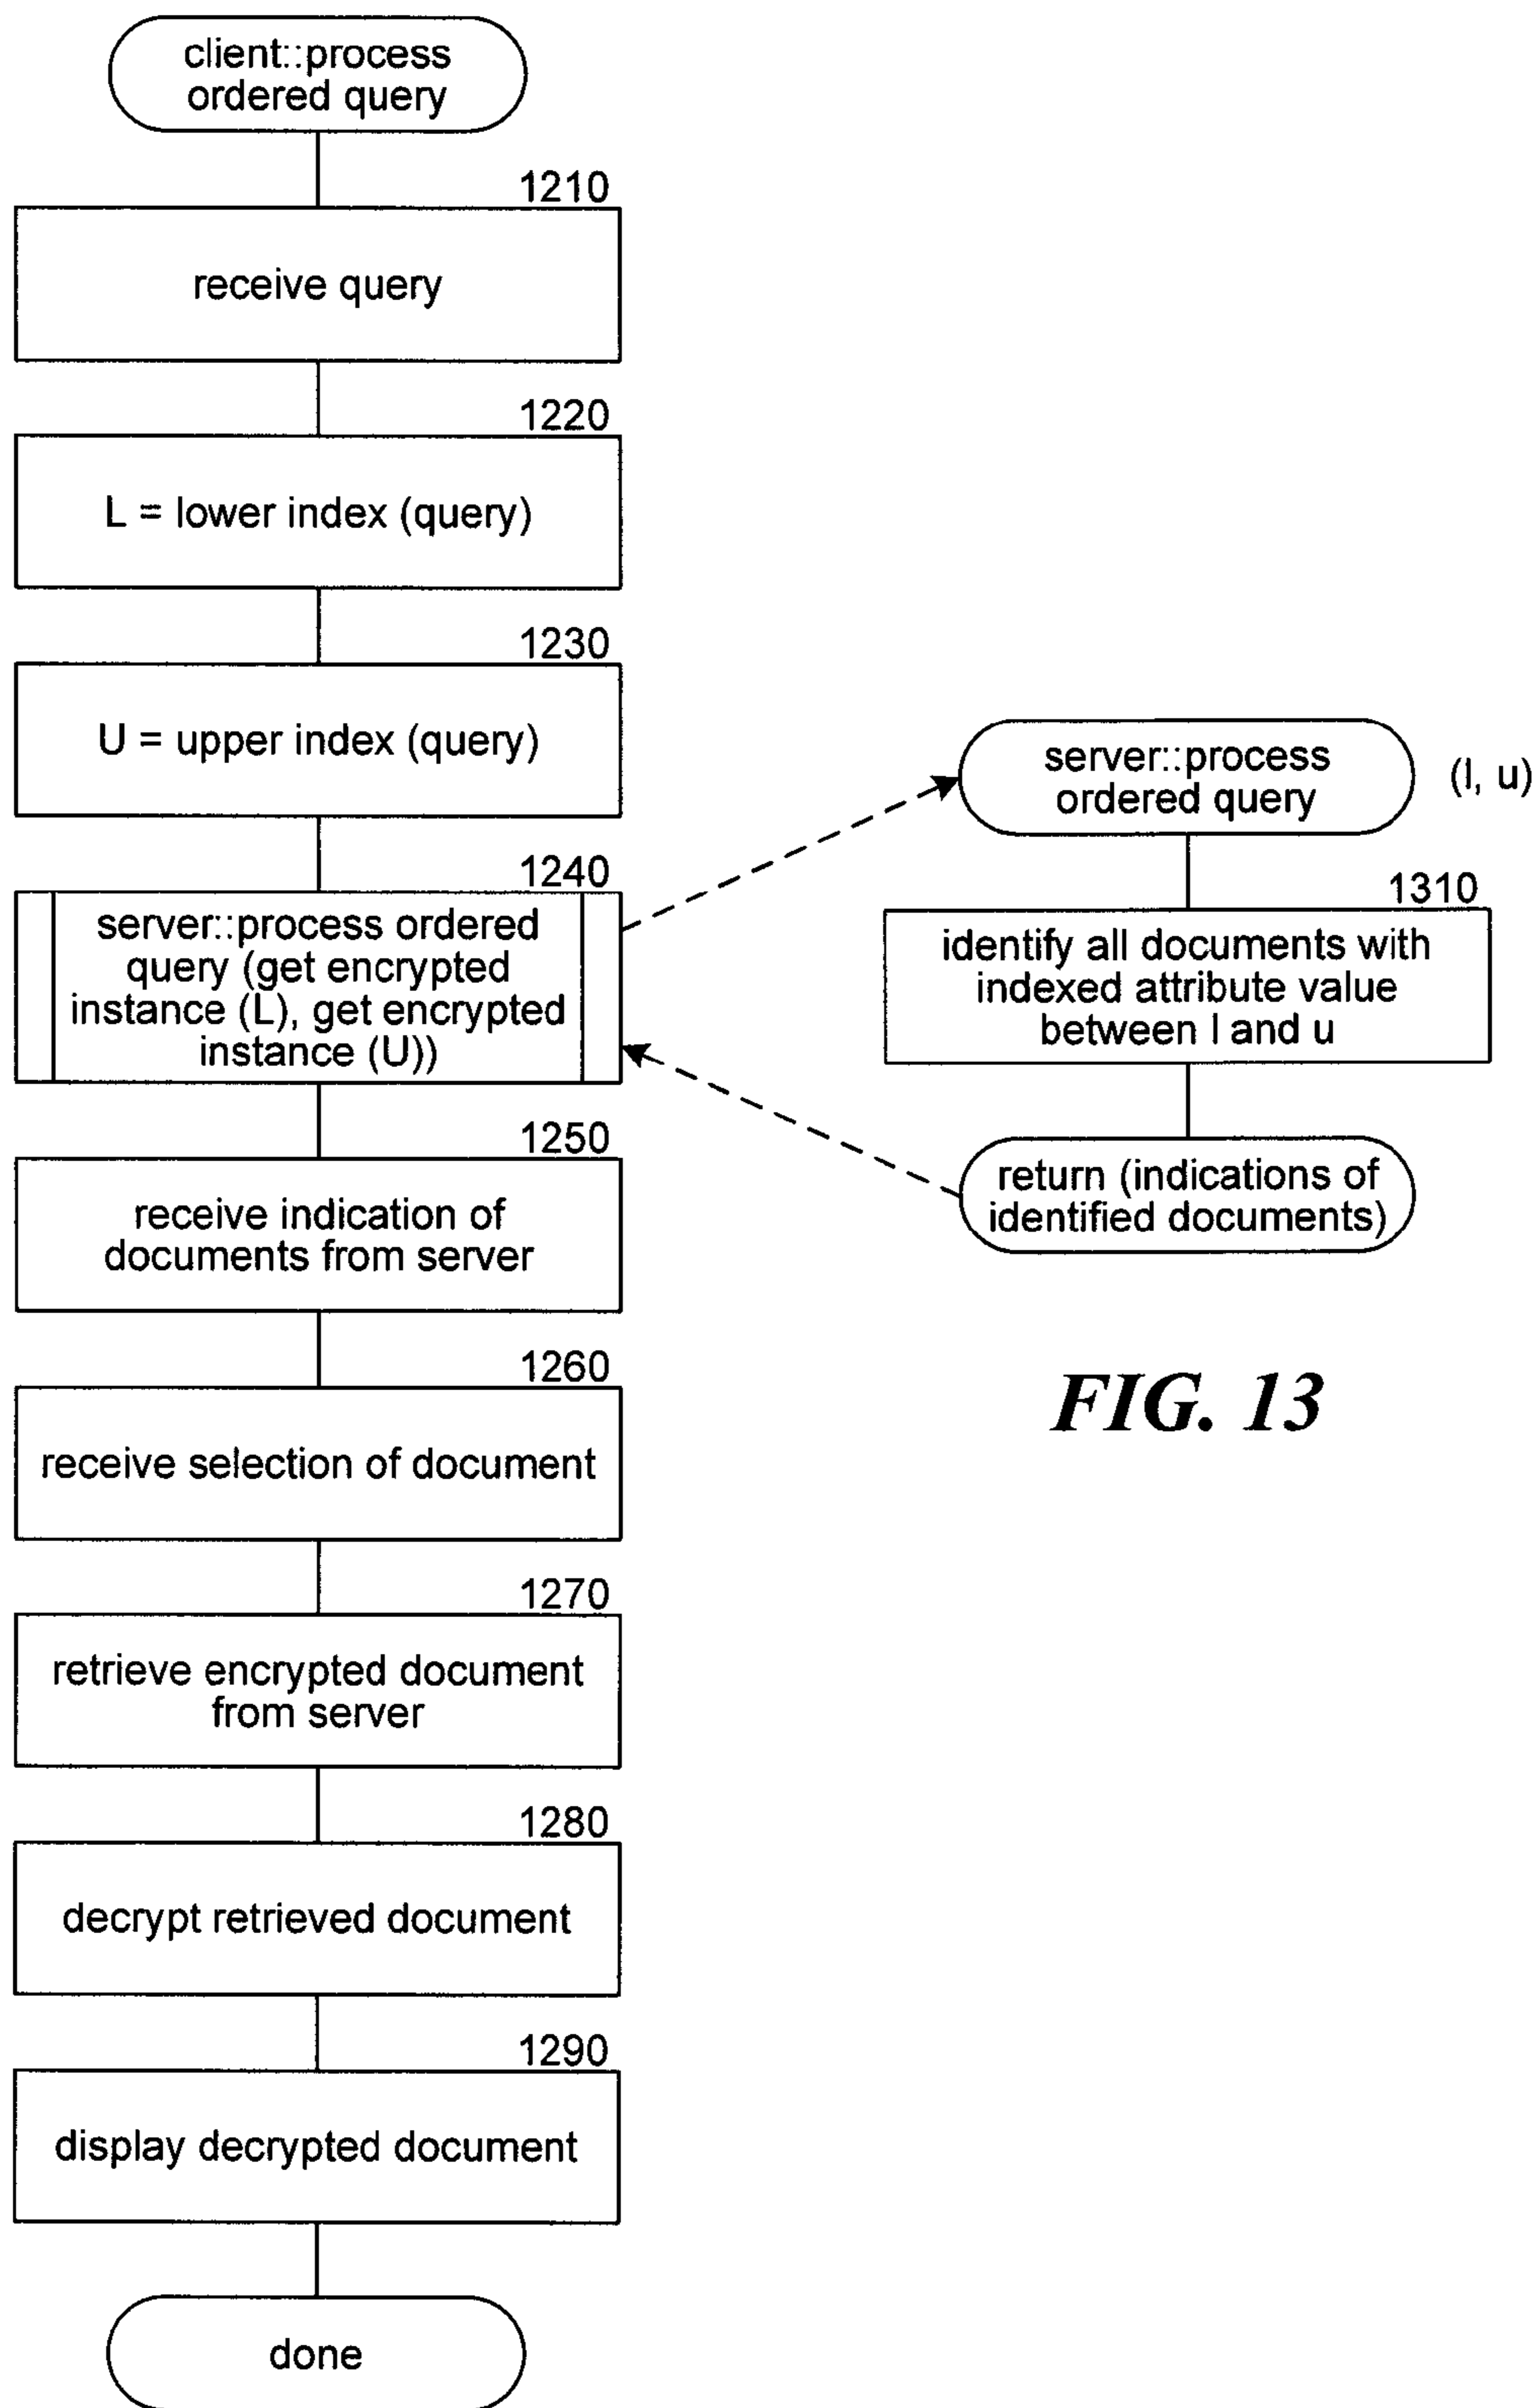 client::process
ordered query
1210
receive query
1220
L = lower index (query)
1230
U = upper index (query)
1240
server::process ordered
query (get encrypted
instance (L), get encrypted
instance (U))
1250
receive indication of
documents from server
1260
receive selection of document
1270
retrieve encrypted document
from server
1280
decrypt retrieved document
1290
display decrypted document
done
server::process
ordered query
(l, u)
1310
identify all documents with
indexed attribute value
between l and u
return (indications of
identified documents)
FIG. 13